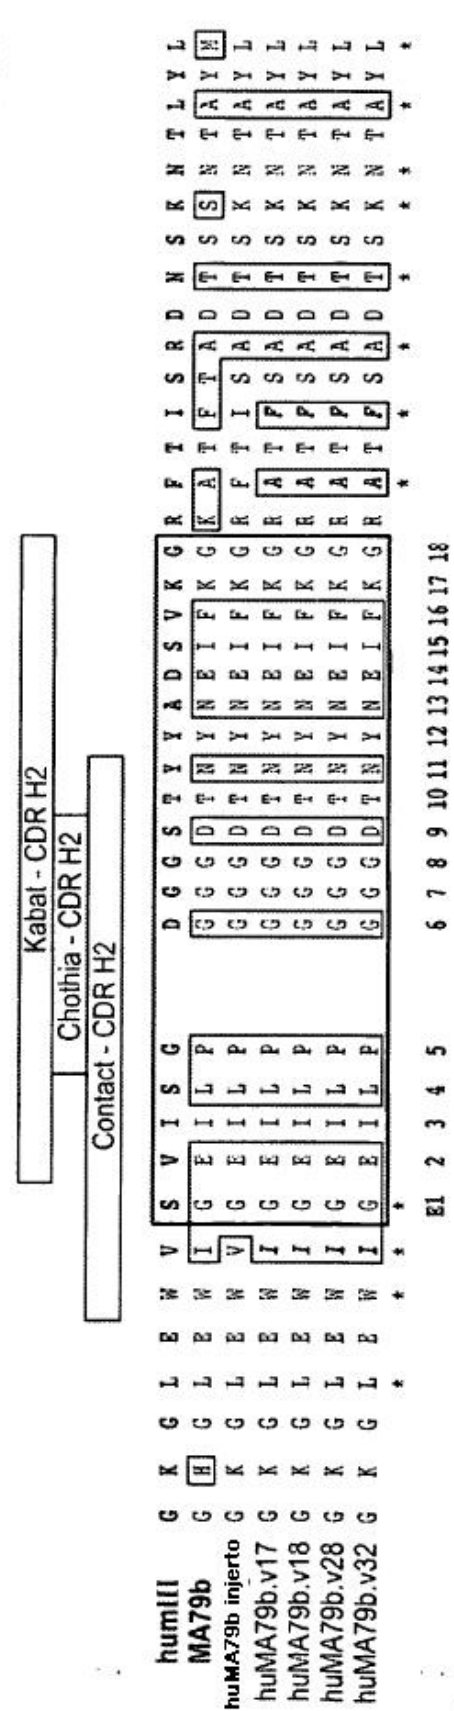 Kabat - CDR H2
Chothia - CDR H2
Contact - CDR H2
humIII G K G L E W V S V I S G D G G S T Y Y A D S V K G R F T I S R D N S K N T L Y L
MA79b G H G L E W I G E I L P G G G D T N Y N E I F K G K A T F T A D T S S N T A Y M
huMA79b injerto G K G L E W V G E I L P G G G D T N Y N E I F K G R F T I S A D T S K N T A Y L
huMA79b.v17 G K G L E W I G E I L P G G G D T N Y N E I F K G R A T F S A D T S K N T A Y L
huMA79b.v18 G K G L E W I G E I L P G G G D T N Y N E I F K G R A T F S A D T S K N T A Y L
huMA79b.v28 G K G L E W I G E I L P G G G D T N Y N E I F K G R A T F S A D T S K N T A Y L
huMA79b.v32 G K G L E W I G E I L P G G G D T N Y N E I F K G R A T F S A D T S K N T A Y L
* * * * * * * * * * * *
E1 2 3 4 5 6 7 8 9 10 11 12 13 14 15 16 17 18